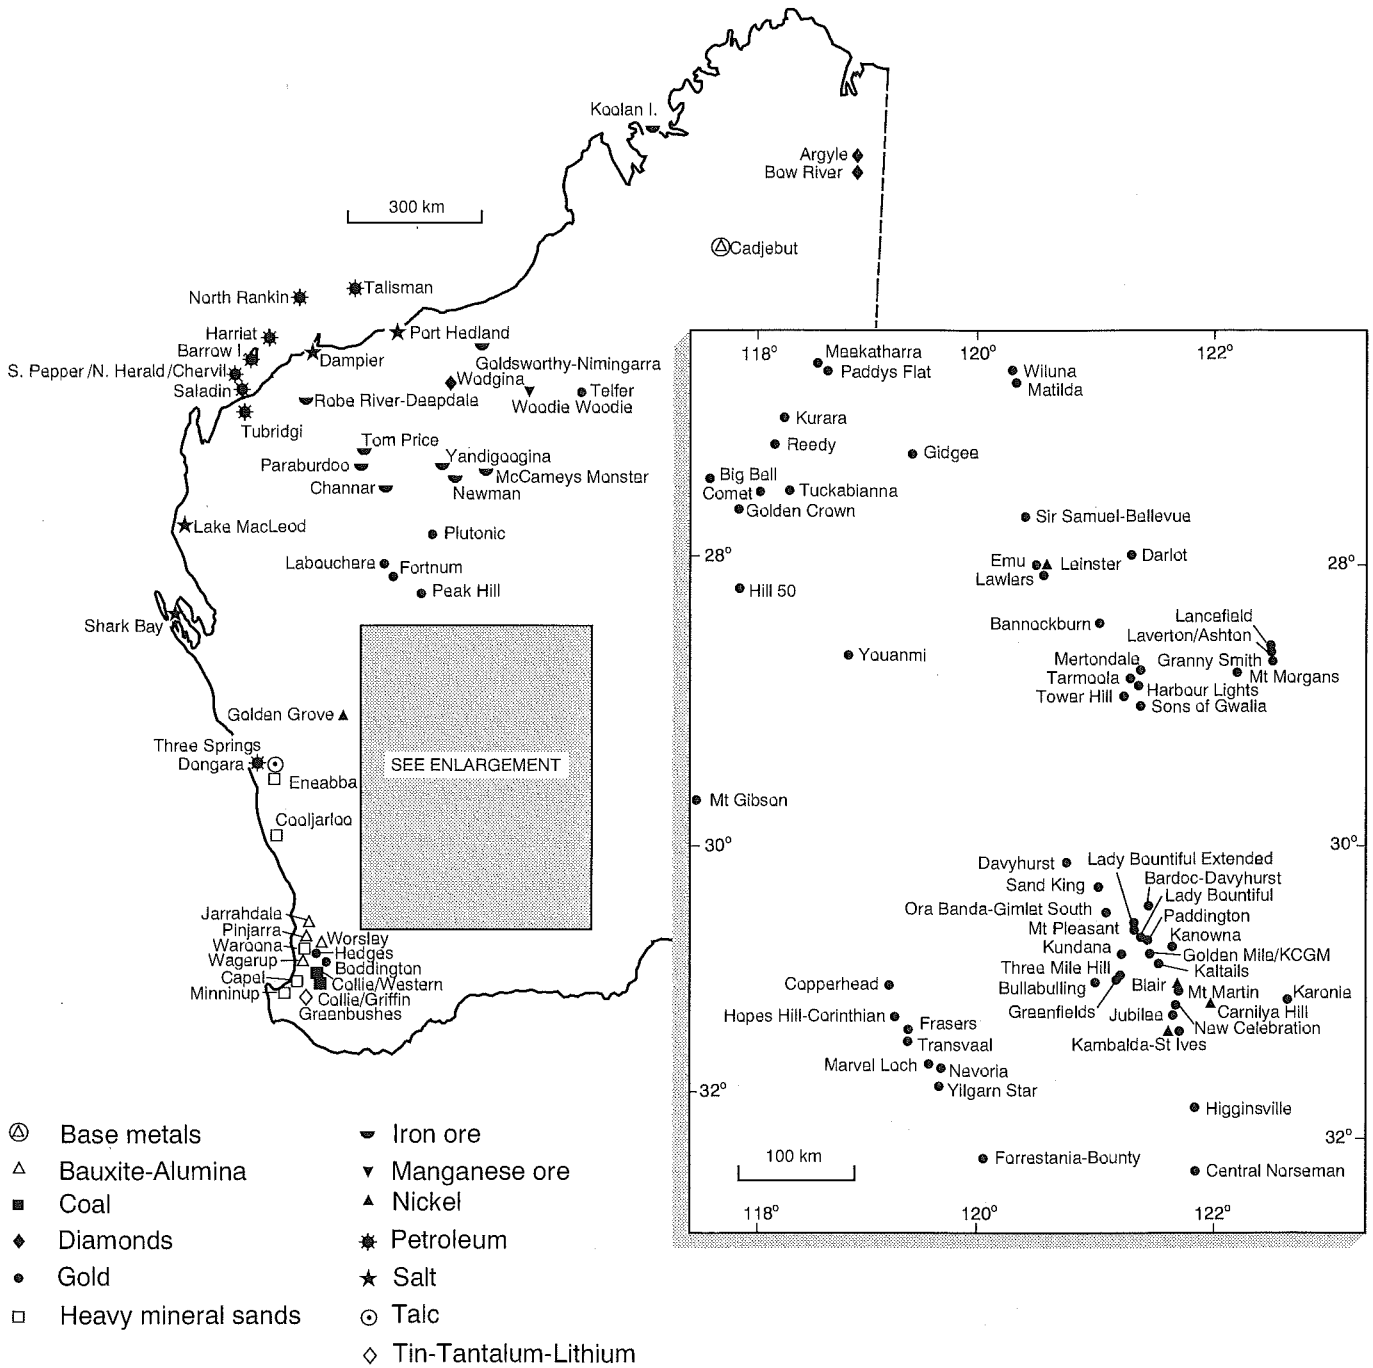 Koolan I.
Argyle
Bow River
300 km
Cadjebut
Talisman
North Rankin
Harriet
Port Hedland
Barrow I.
Dampier
Goldsworthy-Nimingarra
S. Pepper/N. Herald/Chervil
Wodgina
Saladin
Robe River-Deepdale
Telfer
Woodie Woodie
Tubridgi
Tom Price
Yandigoogina
Paraburdoo
McCameys Monster
Channar
Newman
Lake MacLeod
Plutonic
Labouchere
Fortnum
Peak Hill
Shark Bay
Golden Grove
Three Springs
Dongara
SEE ENLARGEMENT
Eneabba
Cooljarloo
Jarrahdale
Pinjarra
Worsley
Waroona
Hedges
Wagerup
Boddington
Capel
Collie/Western
Minninup
Collie/Griffin
Greenbushes
118°
120°
122°
Meekatharra
Paddys Flat
Wiluna
Matilda
Kurara
Reedy
Gidgee
Big Bell
Comet
Tuckabianna
Golden Crown
Sir Samuel-Bellevue
28°
Emu
Leinster
Darlot
28°
Lawlers
Hill 50
Bannockburn
Lancefield
Laverton/Ashton
Youanmi
Mertondale
Granny Smith
Tarmoola
Mt Morgans
Tower Hill
Harbour Lights
Sons of Gwalia
Mt Gibson
30°
30°
Davyhurst
Lady Bountiful Extended
Sand King
Bardoc-Davyhurst
Lady Bountiful
Ora Banda-Gimlet South
Paddington
Mt Pleasant
Kanowna
Kundana
Golden Mile/KCGM
Three Mile Hill
Kaltails
Copperhead
Bullabulling
Blair
Mt Martin
Karonie
Greenfields
Jubilee
Carnilya Hill
Hopes Hill-Corinthian
Frasers
New Celebration
Transvaal
Kambalda-St Ives
Marvel Loch
Nevoria
Yilgarn Star
32°
Higginsville
32°
100 km
Forrestania-Bounty
Central Norseman
118°
120°
122°
Base metals
Bauxite-Alumina
Coal
Diamonds
Gold
Heavy mineral sands
Iron ore
Manganese ore
Nickel
Petroleum
Salt
Talc
Tin-Tantalum-Lithium